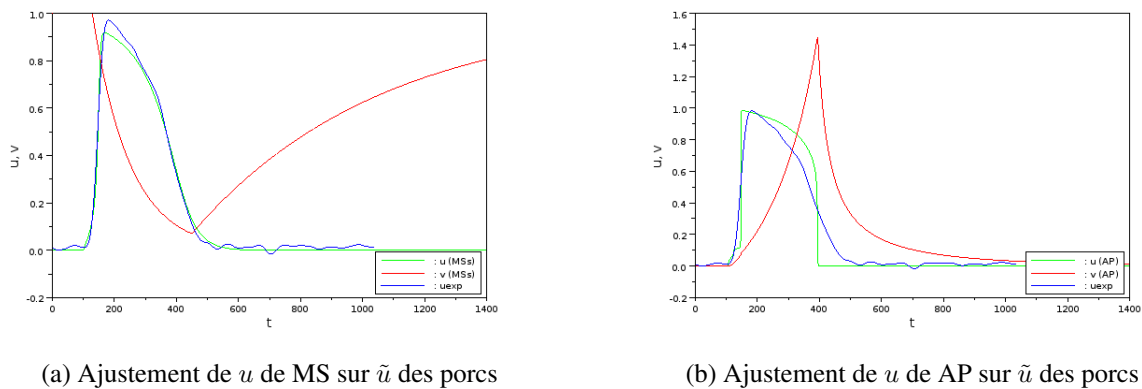 1.0
0.8
0.6
0.4
0.2
0.0
-0.2
u, v
0 200 400 600 800 1000 1200 1400
t
: u (MSs)
: v (MSs)
: uexp
1.6
1.4
1.2
1.0
0.8
0.6
0.4
0.2
0.0
-0.2
u, v
0 200 400 600 800 1000 1200 1400
t
: u (AP)
: v (AP)
: uexp
(a) Ajustement de u de MS sur ũ des porcs
(b) Ajustement de u de AP sur ũ des porcs